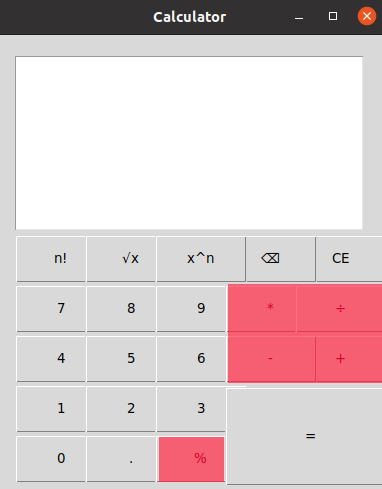 Calculator
n! √x x^n ⌫ CE
7 8 9 * ÷
4 5 6 - +
1 2 3
=
0 . %